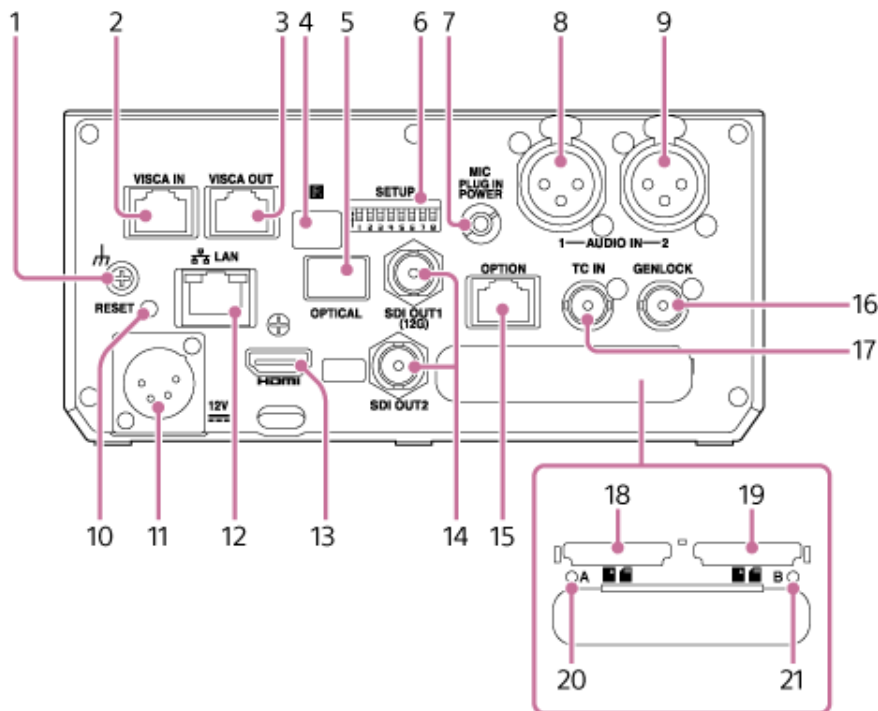 1 2 3 4 5 6 7 8 9
VISCA IN VISCA OUT
R
SETUP
1 2 3 4 5 6 7 8
MIC
PLUG IN
POWER
1—AUDIO IN—2
LAN
RESET
OPTICAL
SDI OUT1
(12G)
OPTION
TC IN
GENLOCK
16
17
HDMI
12V
SDI OUT2
10 11 12 13 14 15
18 19
A B
20 21